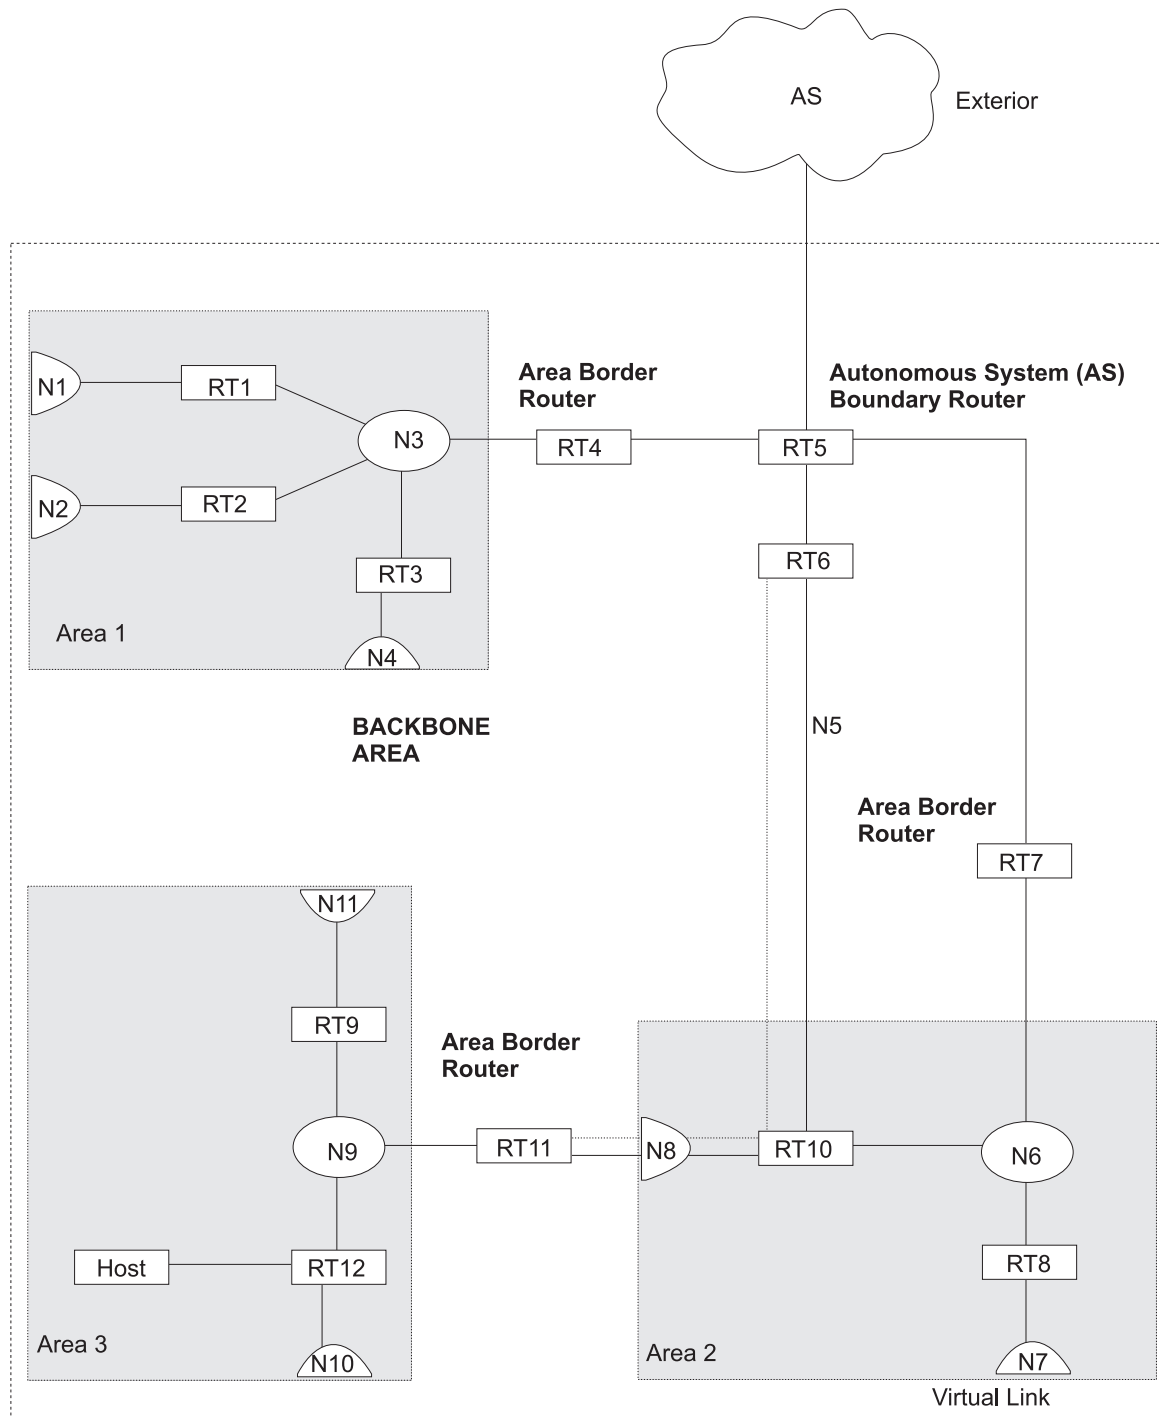 AS
Exterior
Area Border
Router
Autonomous System (AS)
Boundary Router
N1
RT1
N3
RT4
RT5
N2
RT2
RT3
RT6
Area 1
N4
BACKBONE
AREA
N5
Area Border
Router
RT7
N11
RT9
Area Border
Router
N9
RT11
N8
RT10
N6
Host
RT12
RT8
Area 3
N10
Area 2
N7
Virtual Link